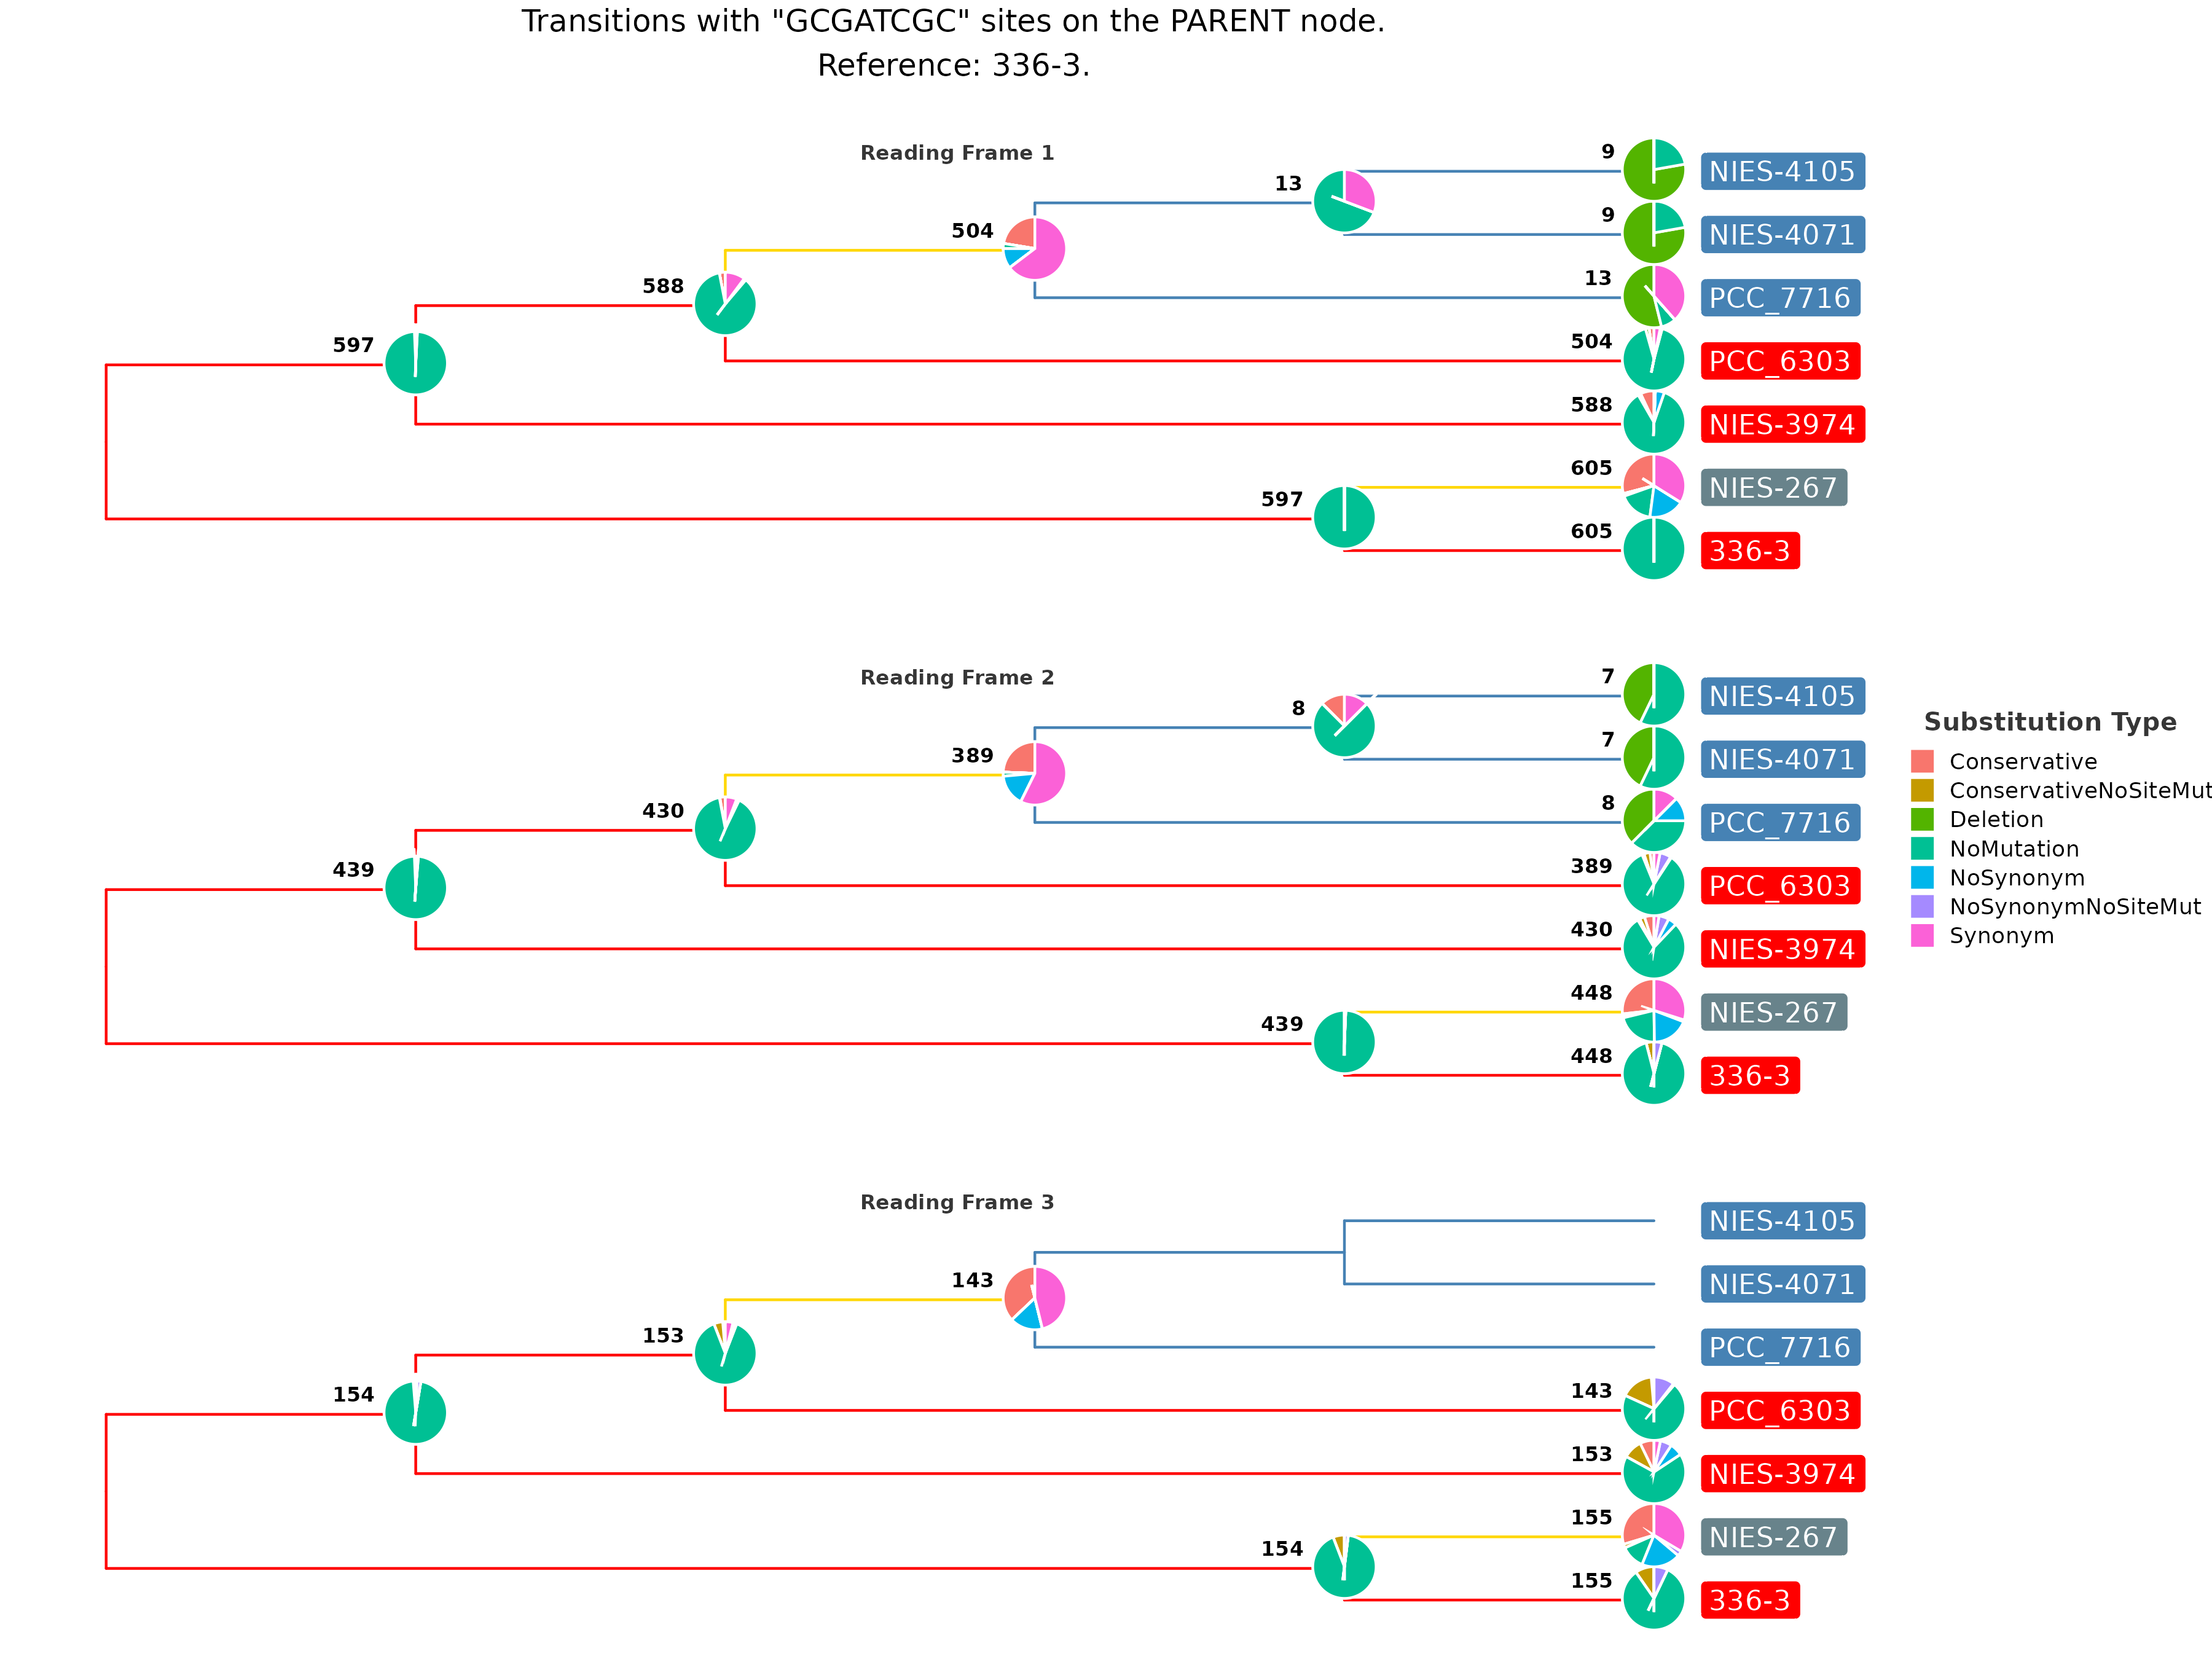 Transitions with "GCGATCGC" sites on the PARENT node.
Reference: 336-3.
Reading Frame 1
9
NIES-4105
13
9
NIES-4071
504
13
PCC_7716
588
504
PCC_6303
597
588
NIES-3974
605
NIES-267
597
605
336-3
Reading Frame 2
7
NIES-4105
8
7
NIES-4071
389
8
PCC_7716
430
389
PCC_6303
439
430
NIES-3974
448
NIES-267
439
448
336-3
Substitution Type
Conservative
ConservativeNoSiteMut
Deletion
NoMutation
NoSynonym
NoSynonymNoSiteMut
Synonym
Reading Frame 3
NIES-4105
NIES-4071
143
PCC_7716
153
143
PCC_6303
154
153
NIES-3974
155
NIES-267
154
155
336-3